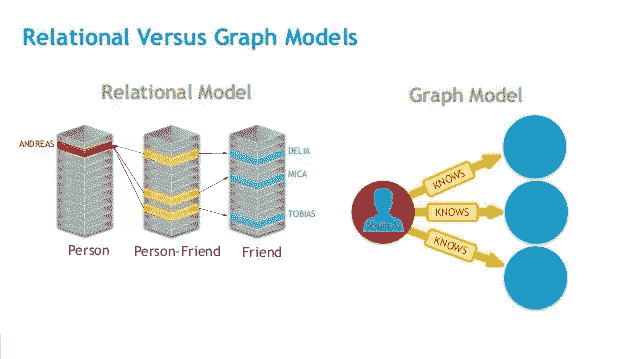 Relational Versus Graph Models
Relational Model
Graph Model
ANDREAS
DELIA
MICA
TOBIAS
Person
Person-Friend
Friend
KNOWS
KNOWS
KNOWS